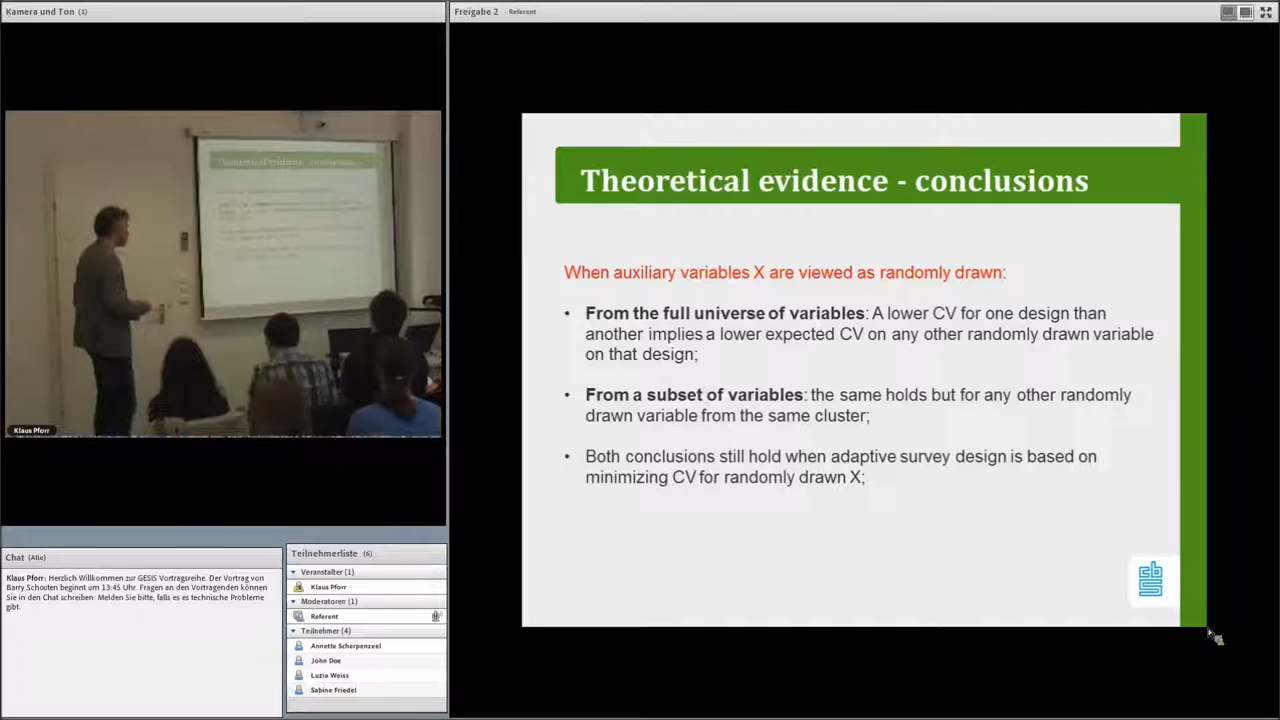 Kamera und Ton (1)
Theoretical evidence - conclusions
Klaus Pforr
Chat (Alle)
Klaus Pforr: Herzlich Willkommen zur GESIS Vortragsreihe. Der Vortrag von
Barry Schouten beginnt um 13:45 Uhr. Fragen an den Vortragenden können
Sie in den Chat schreiben. Melden Sie bitte, falls es es technische Probleme
gibt.
Teilnehmerliste (6)
Veranstalter (1)
Klaus Pforr
Moderatoren (1)
Referent
Teilnehmer (4)
Annette Scherpenzeel
John Doe
Luzia Weiss
Sabine Friedel
Freigabe 2 - Referent
Theoretical evidence - conclusions
When auxiliary variables X are viewed as randomly drawn:
• From the full universe of variables: A lower CV for one design than
another implies a lower expected CV on any other randomly drawn variable
on that design;
• From a subset of variables: the same holds but for any other randomly
drawn variable from the same cluster;
• Both conclusions still hold when adaptive survey design is based on
minimizing CV for randomly drawn X;
cbs